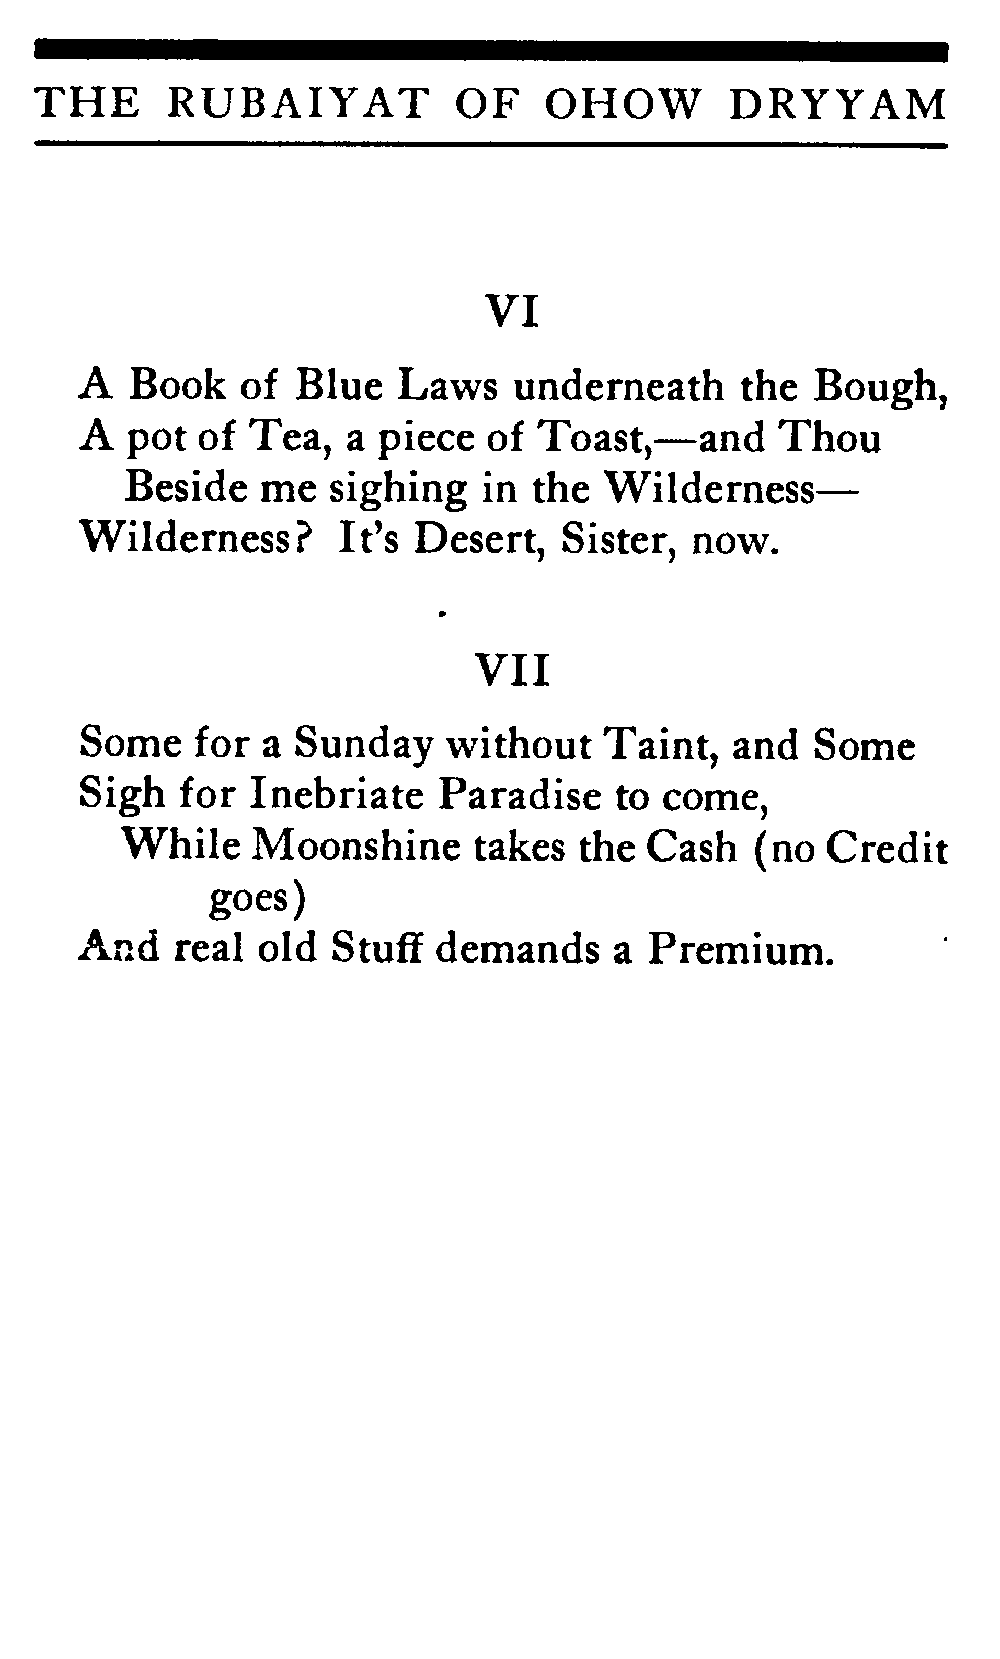 THE RUBAIYAT OF OHOW DRYYAM
VI
A Book of Blue Laws underneath the Bough,
A pot of Tea, a piece of Toast,—and Thou
Beside me sighing in the Wilderness—
Wilderness? It's Desert, Sister, now.
VII
Some for a Sunday without Taint, and Some
Sigh for Inebriate Paradise to come,
While Moonshine takes the Cash (no Credit
goes)
And real old Stuff demands a Premium.